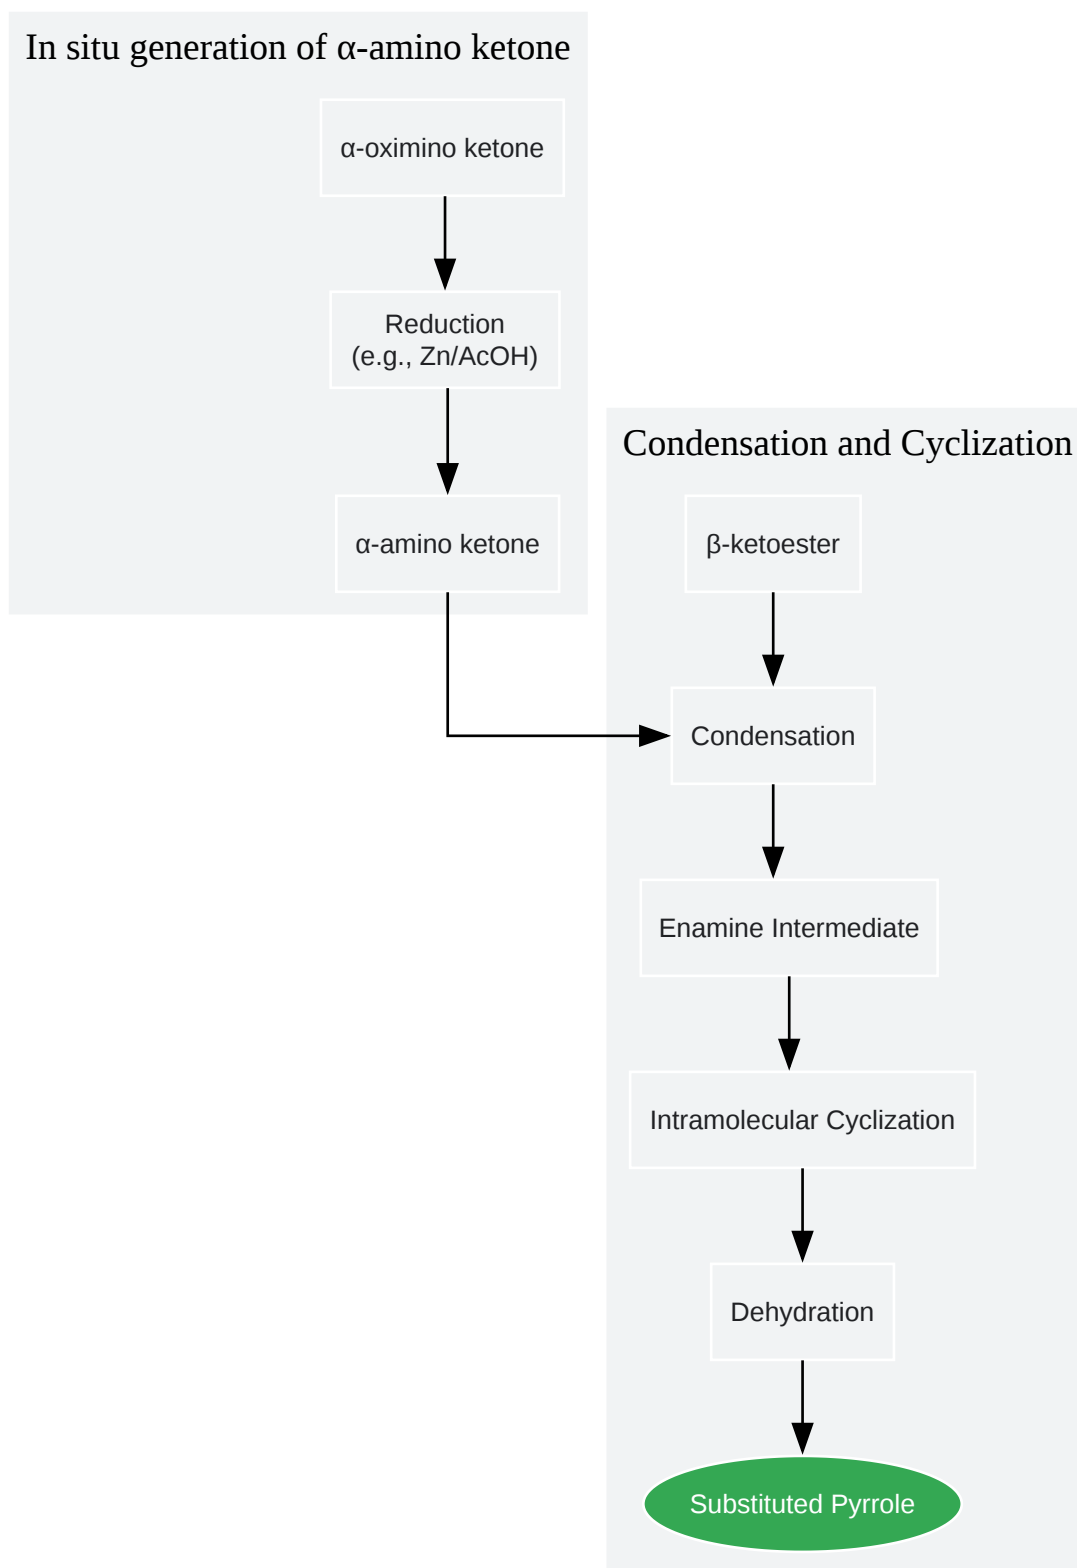 In situ generation of α-amino ketone
α-oximino ketone
Reduction
(e.g., Zn/AcOH)
α-amino ketone
Condensation and Cyclization
β-ketoester
Condensation
Enamine Intermediate
Intramolecular Cyclization
Dehydration
Substituted Pyrrole